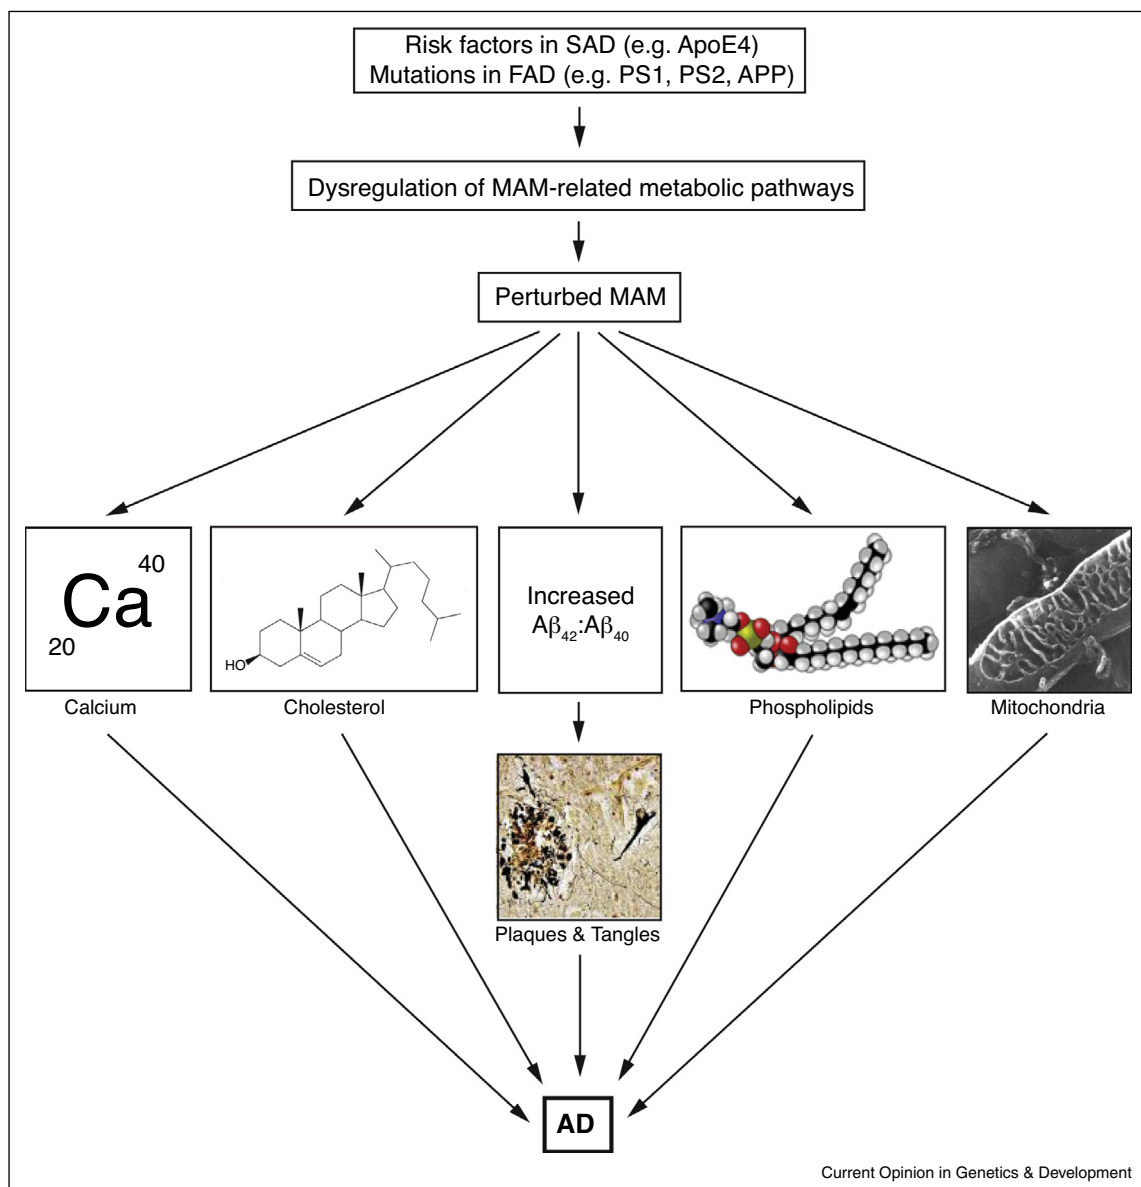 Risk factors in SAD (e.g. ApoE4)
Mutations in FAD (e.g. PS1, PS2, APP)
Dysregulation of MAM-related metabolic pathways
Perturbed MAM
40
Ca
20
HO
Increased
Aβ42:Aβ40
Calcium
Cholesterol
Phospholipids
Mitochondria
Plaques & Tangles
AD
Current Opinion in Genetics & Development